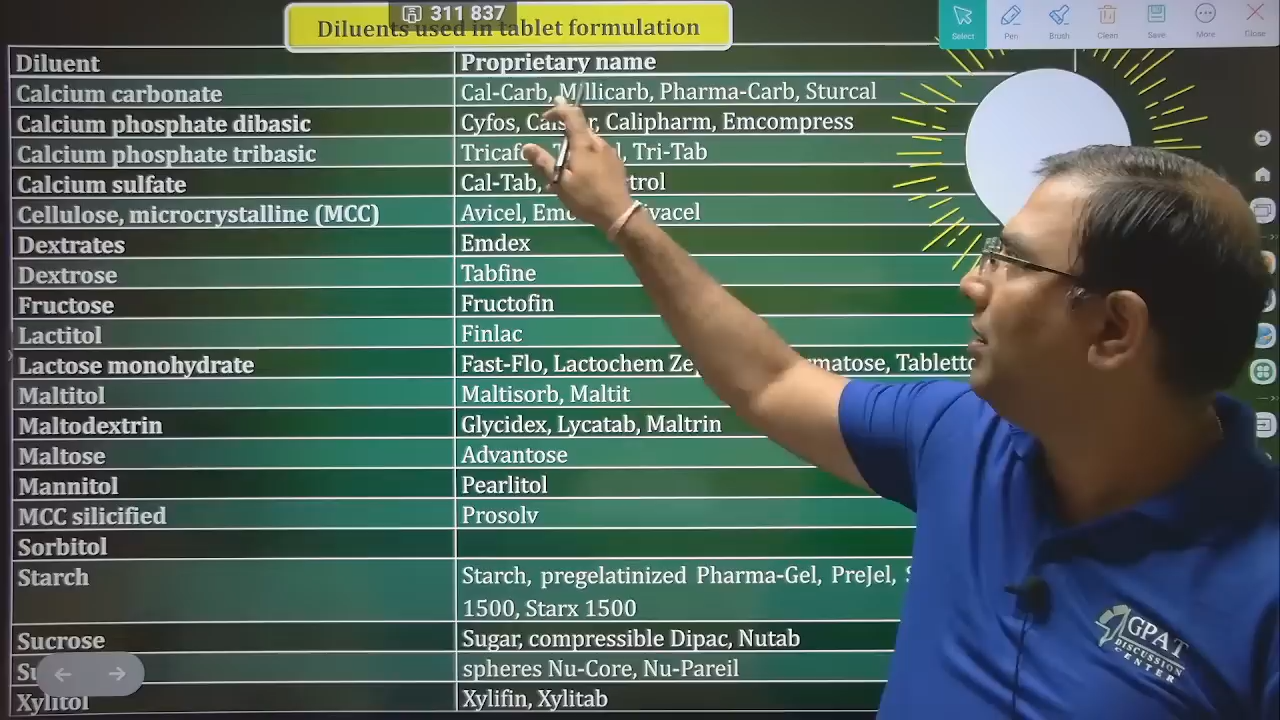 311 837
Diluents used in tablet formulation
Select Pen Brush Clean Save More Close
Diluent Proprietary name
Calcium carbonate Cal-Carb, Millicarb, Pharma-Carb, Sturcal
Calcium phosphate dibasic Cyfos, Calipharm, Emcompress
Calcium phosphate tribasic Tri-Tab
Calcium sulfate Cal-Tab,
Cellulose, microcrystalline (MCC) Avicel,
Dextrates Emdex
Dextrose Tabfine
Fructose Fructofin
Lactitol Finlac
Lactose monohydrate Fast-Flo, Lactochem
Maltitol Maltisorb, Maltit
Maltodextrin Glycidex, Lycatab, Maltrin
Maltose Advantose
Mannitol Pearlitol
MCC silicified Prosolv
Sorbitol
Starch Starch, pregelatinized Pharma-Gel, PreJel,
1500, Starx 1500
Sucrose Sugar, compressible Dipac, Nutab
spheres Nu-Core, Nu-Pareil
Xylitol Xylifin, Xylitab
GPAT
DISCUSSION
CENTER